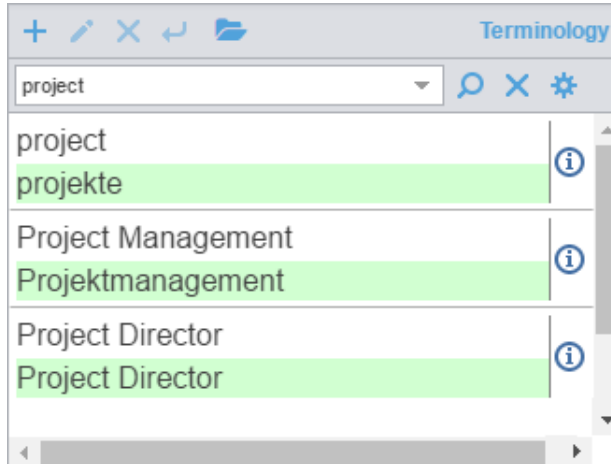 Terminology
project
project
projekte
Project Management
Projektmanagement
Project Director
Project Director